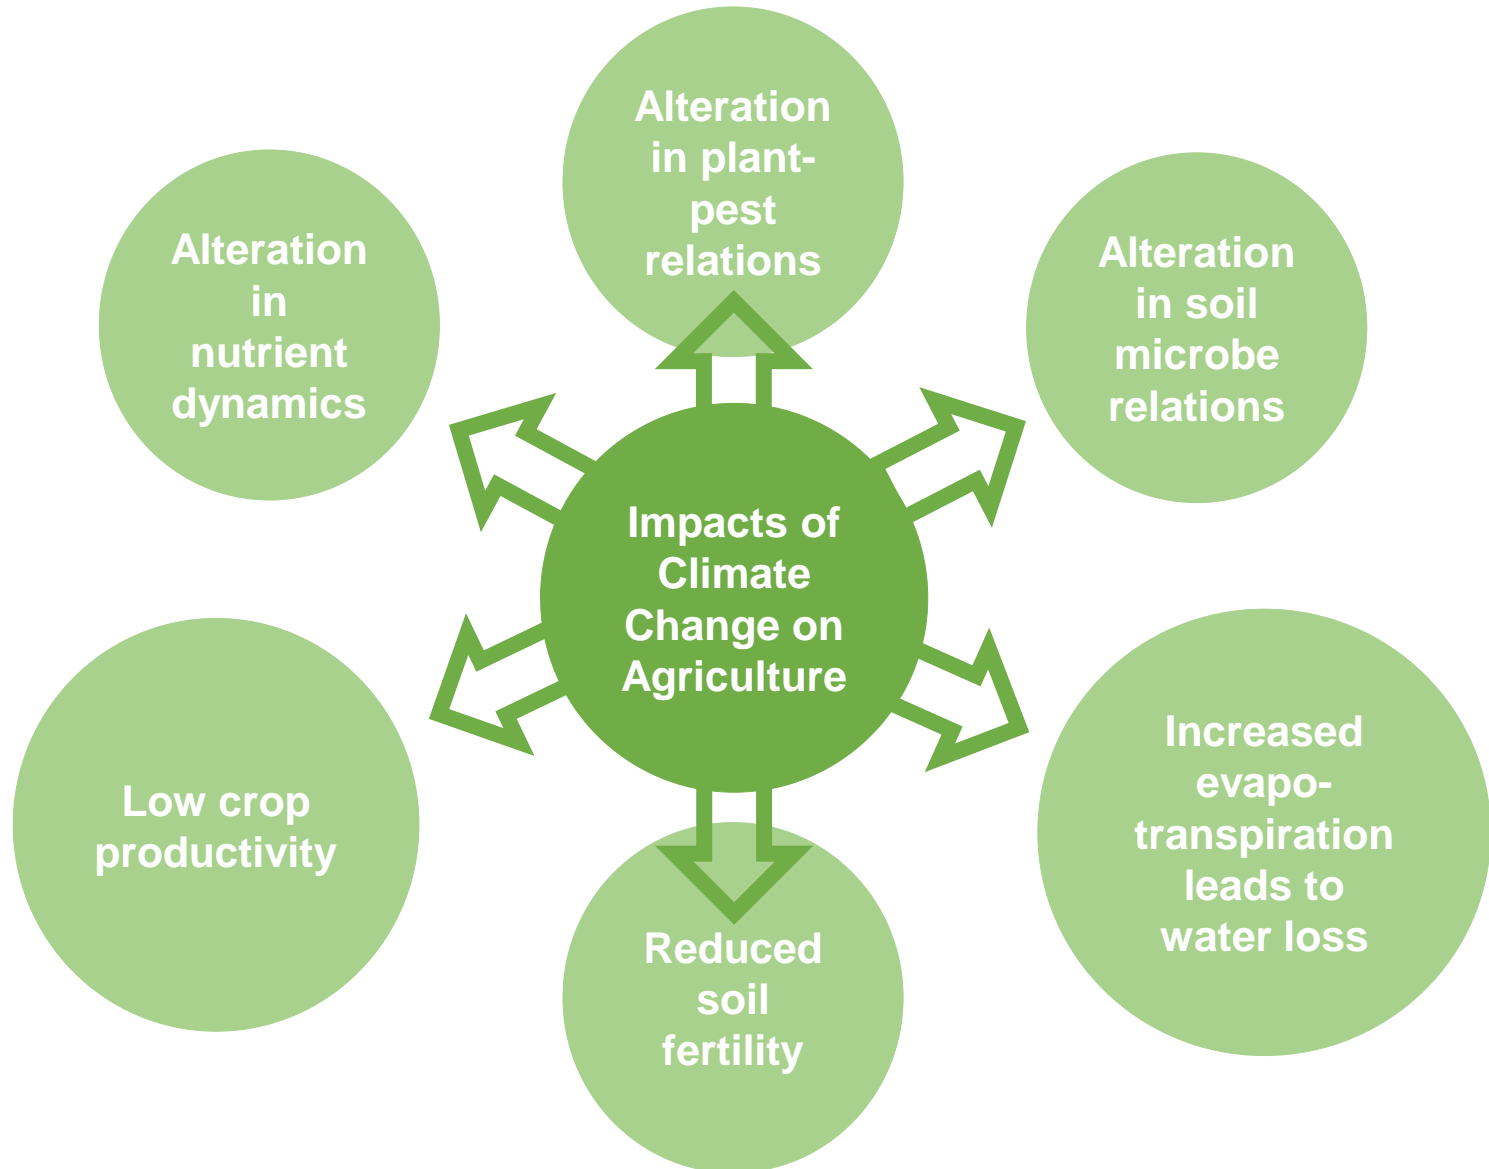 Alteration
in plant-
pest
relations
Alteration
in
nutrient
dynamics
Alteration
in soil
microbe
relations
Impacts of
Climate
Change on
Agriculture
Low crop
productivity
Increased
evapo-
transpiration
leads to
water loss
Reduced
soil
fertility